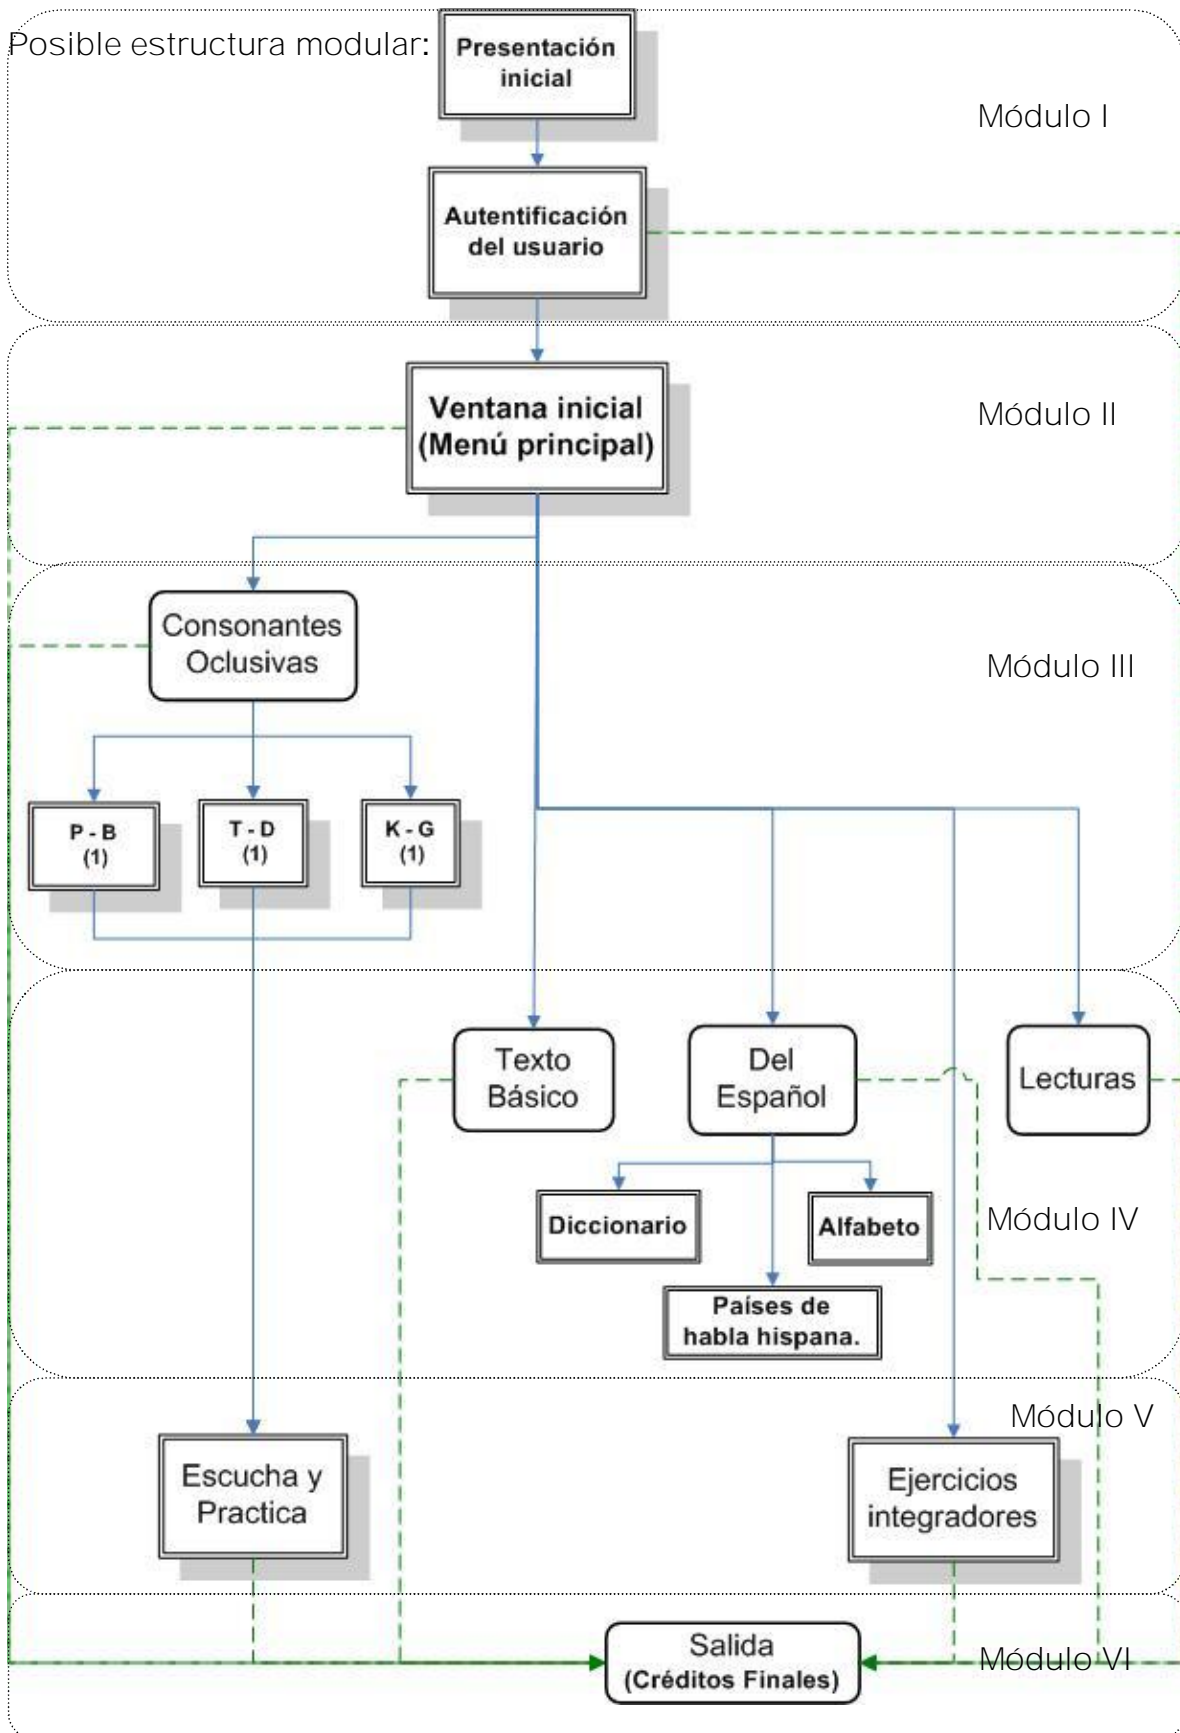 Posible estructura modular:
Presentación
inicial
Módulo I
Autentificación
del usuario
Ventana inicial
(Menú principal)
Módulo II
Consonantes
Oclusivas
Módulo III
P - B
(1)
T - D
(1)
K - G
(1)
Texto
Básico
Del
Español
Lecturas
Diccionario
Alfabeto
Módulo IV
Países de
habla hispana.
Módulo V
Escucha y
Practica
Ejercicios
integradores
Salida
(Créditos Finales)
Módulo VI